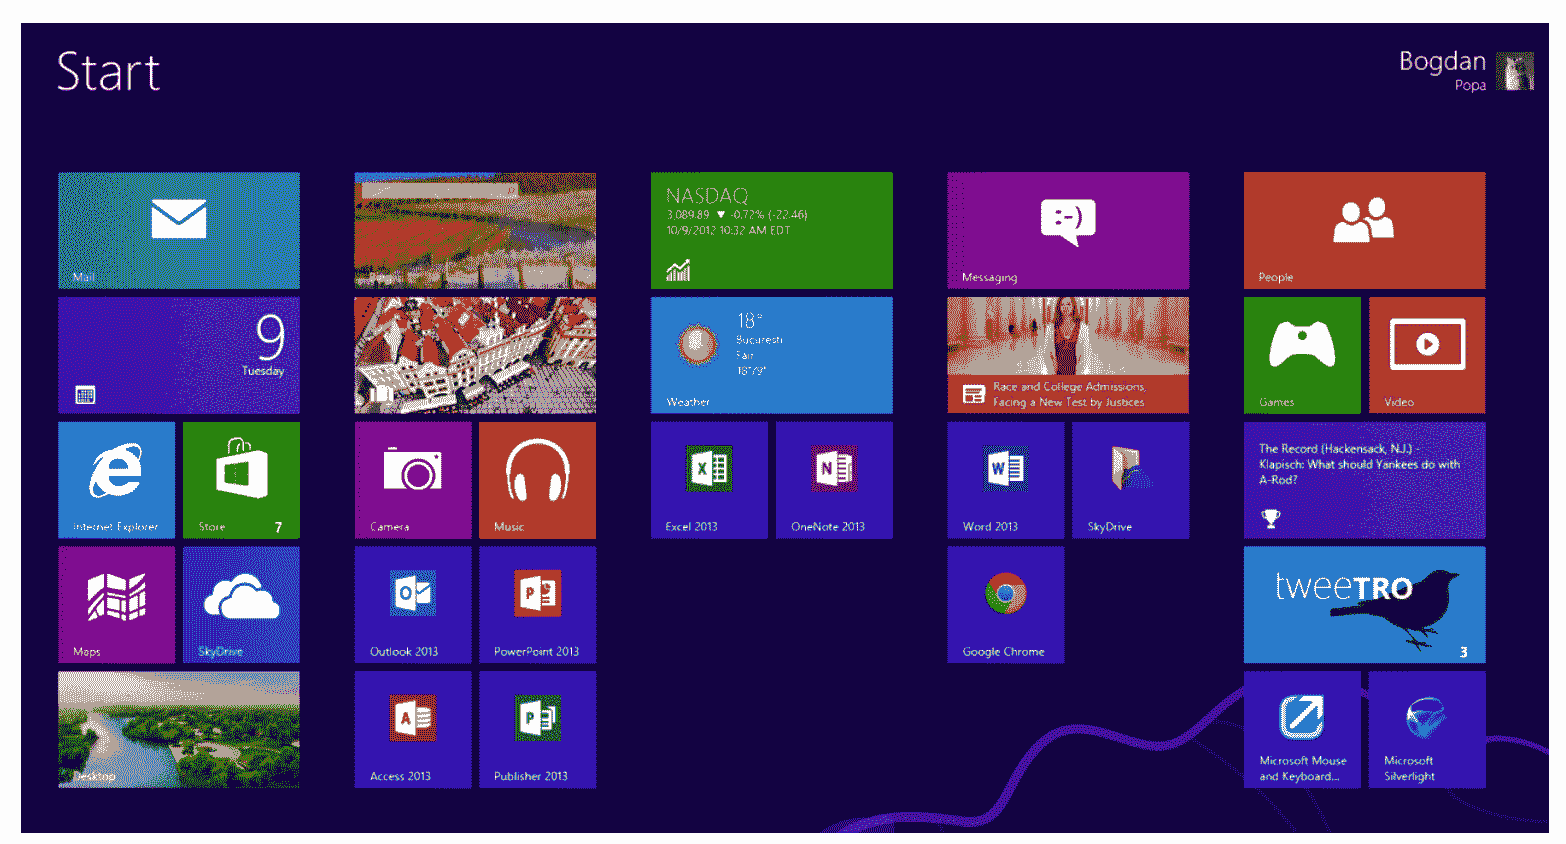 Start
Bogdan
Popa
Mail
9
Tuesday
Internet Explorer
Store
7
Maps
SkyDrive
Desktop
Bing
Camera
Music
Outlook 2013
PowerPoint 2013
Access 2013
Publisher 2013
NASDAQ
3,089.89 ▼ -0.72% (-22.46)
10/9/2012 10:32 AM EDT
18°
Bucuresti
Fair
18°/9°
Weather
Excel 2013
OneNote 2013
Messaging
Race and College Admissions,
Facing a New Test by Justices
Word 2013
SkyDrive
Google Chrome
People
Games
Video
The Record (Hackensack, N.J.) -
Klapisch: What should Yankees do with
A-Rod?
tweeTRO
3
Microsoft Mouse
and Keyboard...
Microsoft
Silverlight